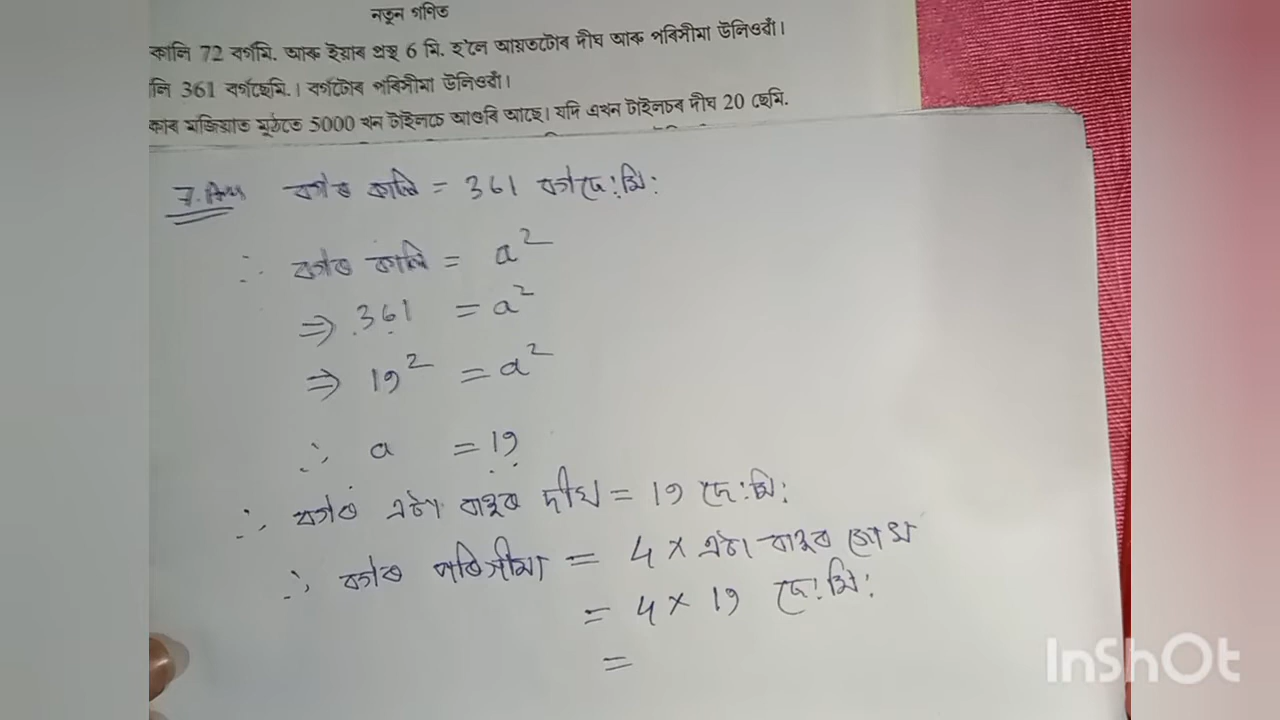 নতুন গণিত
কালি 72 বৰ্গমি. আৰু ইয়াৰ প্ৰস্থ 6 মি. হ'লে আয়তটোৰ দীঘ আৰু পৰিসীমা উলিওৱাঁ।
লি 361 বৰ্গছেমি.। বৰ্গটোৰ পৰিসীমা উলিওৱাঁ।
কাৰ মজিয়াত মুঠতে 5000 খন টাইলচে আগুৰি আছে। যদি এখন টাইলচৰ দীঘ 20 ছেমি.
7.
বৰ্গৰ কালি = 361 বৰ্গছে:মি:
∴ বৰ্গৰ কালি = a²
⇒ 361 = a²
⇒ 19² = a²
∴ a = 19
∴ বৰ্গৰ এটা বাহুৰ দীঘ = 19 ছে:মি:
∴ বৰ্গৰ পৰিসীমা = 4 × এটা বাহুৰ
= 4 × 19 ছে:মি:
=
InShOt